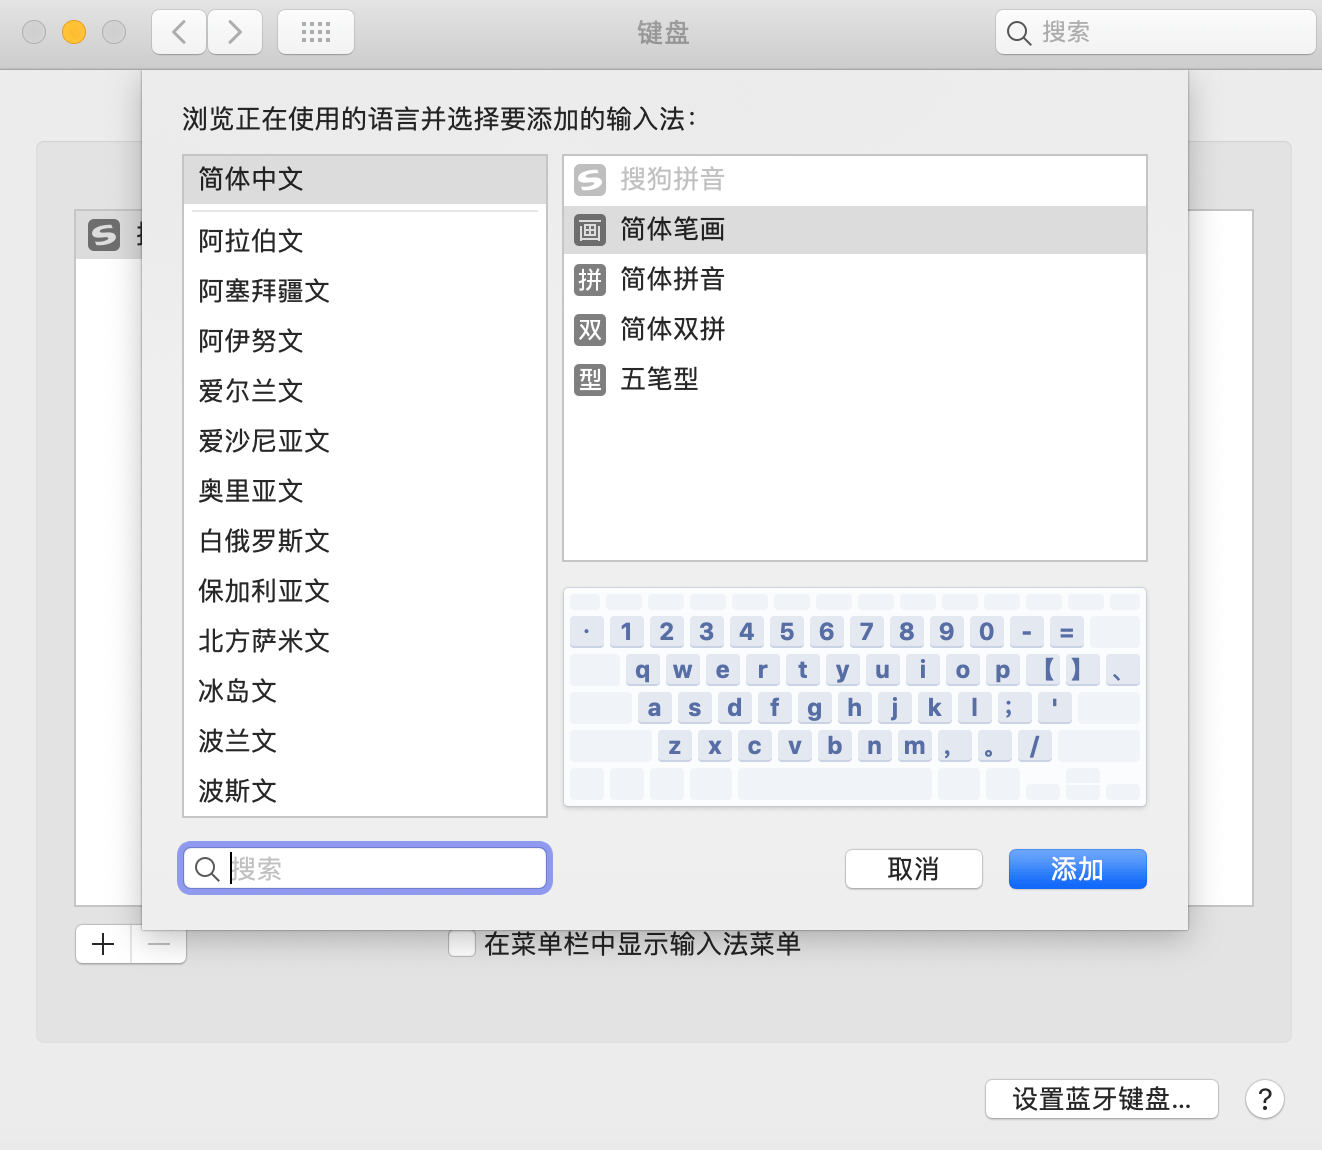 键盘
搜索
浏览正在使用的语言并选择要添加的输入法：
简体中文
阿拉伯文
阿塞拜疆文
阿伊努文
爱尔兰文
爱沙尼亚文
奥里亚文
白俄罗斯文
保加利亚文
北方萨米文
冰岛文
波兰文
波斯文
搜索
搜狗拼音
画 简体笔画
拼 简体拼音
双 简体双拼
型 五笔型
· 1 2 3 4 5 6 7 8 9 0 - =
q w e r t y u i o p 【 】 、
a s d f g h j k l ； '
z x c v b n m ， 。 /
取消
添加
在菜单栏中显示输入法菜单
设置蓝牙键盘...
?